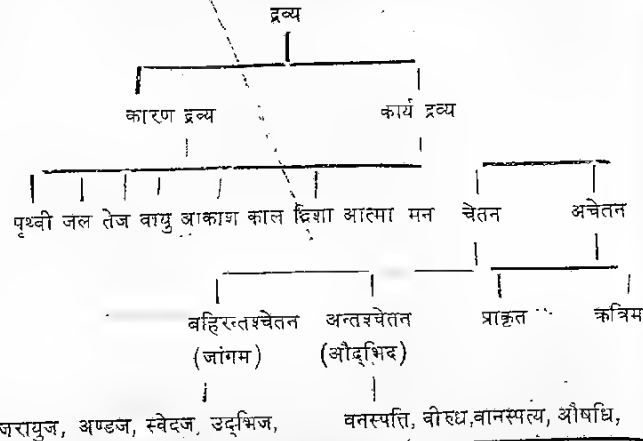 द्रव्य
कारण द्रव्य कार्य द्रव्य
पृथ्वी जल तेज वायु आकाश काल दिशा आत्मा मन चेतन अचेतन
बहिरन्तश्चेतन अन्तश्चेतन प्राकृत कत्रिम
(जांगम) (औद्भिद)
जरायुज, अण्डज, स्वेदज, उद्भिज, वनस्पत्ति, वीरुध,वानस्पत्य, औषधि,